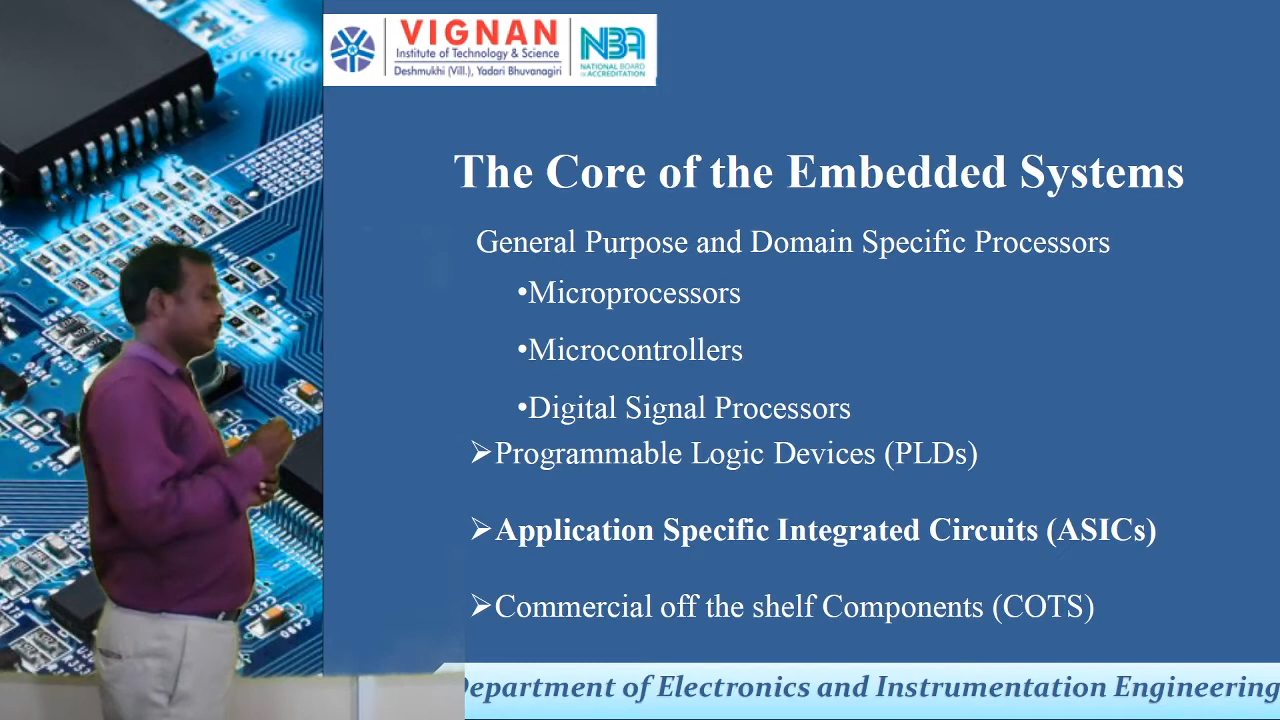 VIGNAN
Institute of Technology & Science
Deshmukhi (Vill.), Yadari Bhuvanagiri
NBA
NATIONAL BOARD
OF ACCREDITATION
The Core of the Embedded Systems
General Purpose and Domain Specific Processors
•Microprocessors
•Microcontrollers
•Digital Signal Processors
➢Programmable Logic Devices (PLDs)
➢Application Specific Integrated Circuits (ASICs)
➢Commercial off the shelf Components (COTS)
Department of Electronics and Instrumentation Engineering